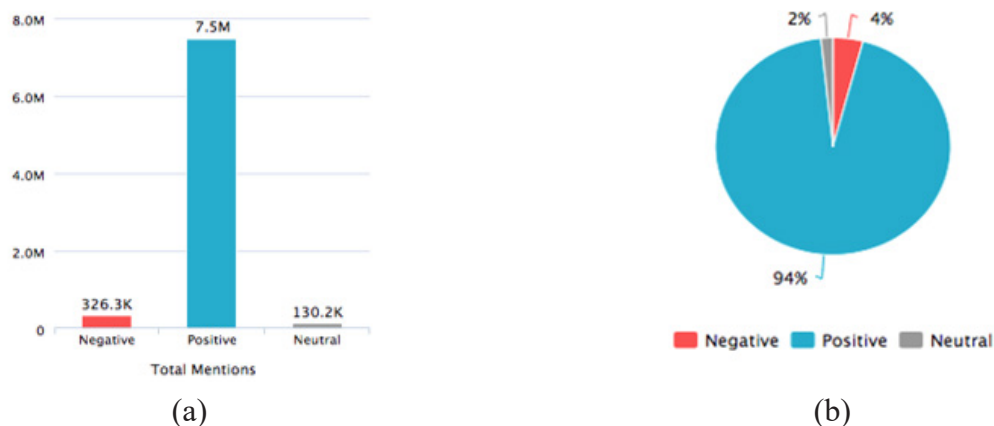 8.0M
7.5M
6.0M
4.0M
2.0M
326.3K
130.2K
0
Negative Positive Neutral
Total Mentions
(a)
2% 4%
94%
Negative Positive Neutral
(b)